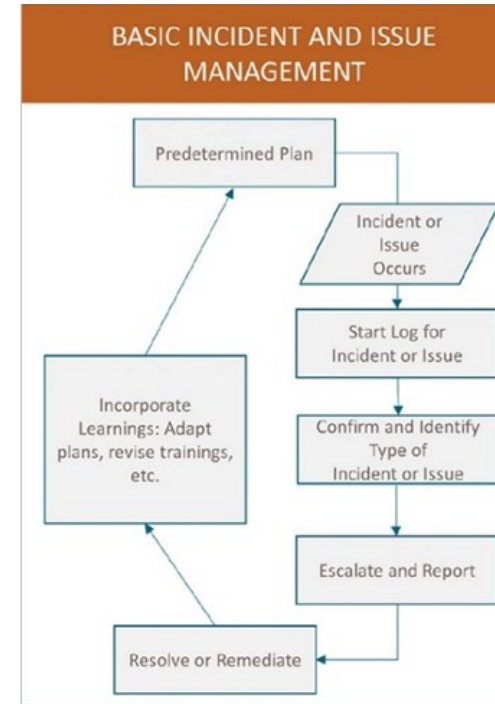 BASIC INCIDENT AND ISSUE
MANAGEMENT
Predetermined Plan
Incident or
Issue
Occurs
Start Log for
Incident or Issue
Confirm and Identify
Type of
Incident or Issue
Escalate and Report
Resolve or Remediate
Incorporate
Learnings: Adapt
plans, revise trainings,
etc.